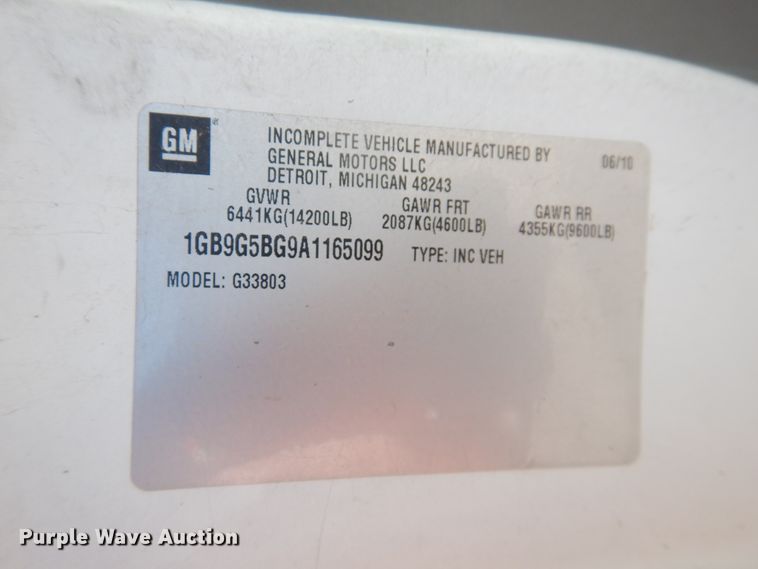 GM
INCOMPLETE VEHICLE MANUFACTURED BY 06/10
GENERAL MOTORS LLC
DETROIT, MICHIGAN 48243
GVWR GAWR FRT GAWR RR
6441KG(14200LB) 2087KG(4600LB) 4355KG(9600LB)
1GB9G5BG9A1165099 TYPE: INC VEH
MODEL: G33803
Purple Wave Auction